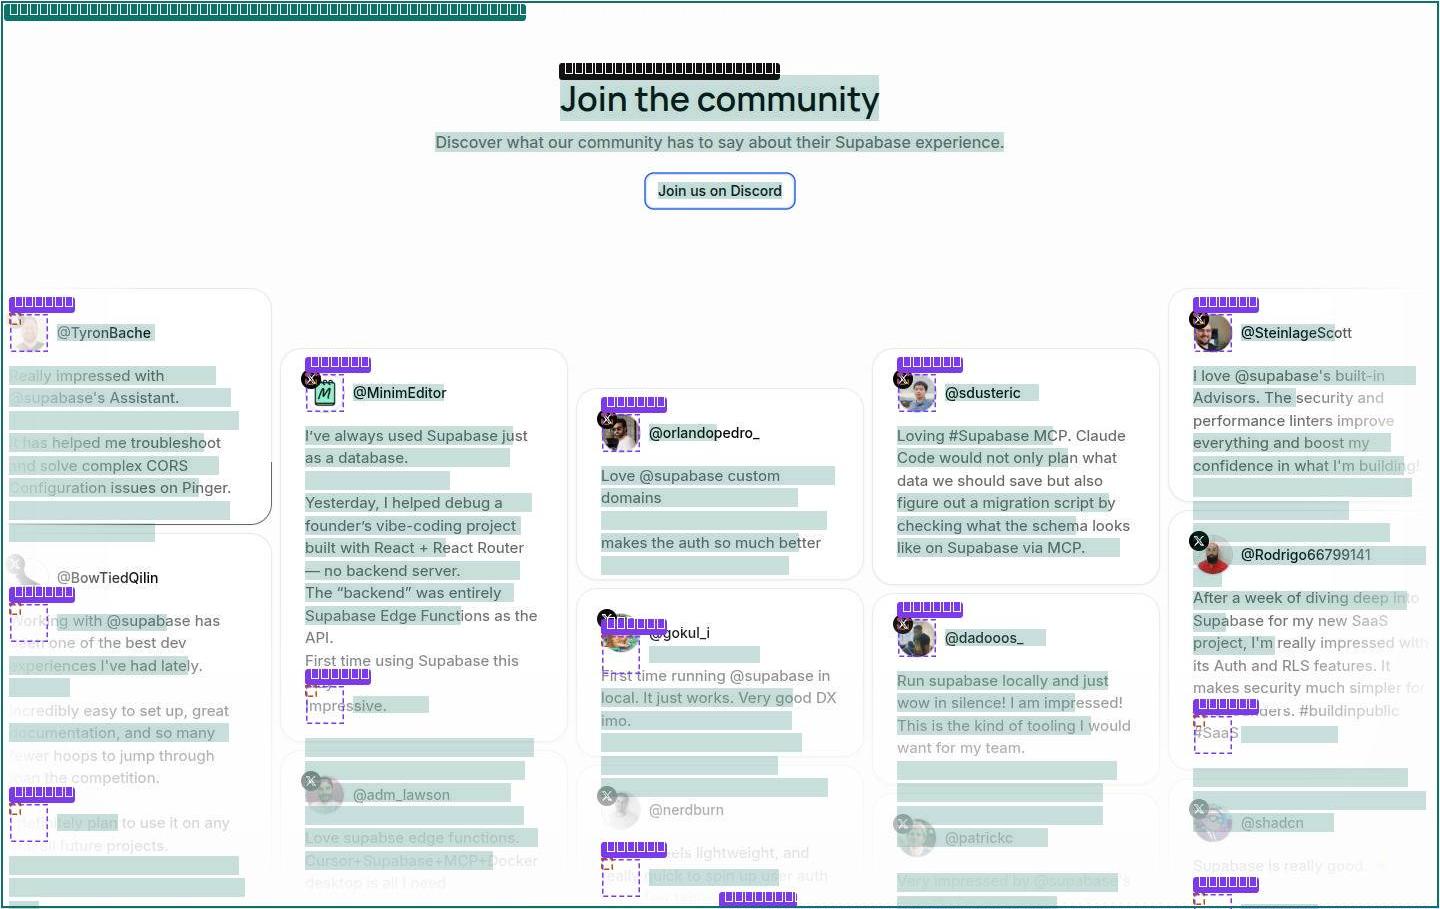 Join the community
Discover what our community has to say about their Supabase experience.
Join us on Discord
@TyronBache
Really impressed with
@supabase's Assistant.
It has helped me troubleshoot
and solve complex CORS
Configuration issues on Pinger.
@BowTiedQilin
Working with @supabase has
been one of the best dev
experiences I've had lately.
Incredibly easy to set up, great
documentation, and so many
fewer hoops to jump through
than the competition.
plan to use it on any
future projects.
@MinimEditor
I've always used Supabase just
as a database.
Yesterday, I helped debug a
founder's vibe-coding project
built with React + React Router
— no backend server.
The “backend” was entirely
Supabase Edge Functions as the
API.
First time using Supabase this
impressive.
@adm_lawson
Love supabse edge functions.
Cursor+Supabase+MCP+Docker
desktop is all I need
@orlandopedro_
Love @supabase custom
domains
makes the auth so much better
@gokul_i
First time running @supabase in
local. It just works. Very good DX
imo.
@nerdburn
lightweight, and
really quick to spin up user auth
@sdusteric
Loving #Supabase MCP. Claude
Code would not only plan what
data we should save but also
figure out a migration script by
checking what the schema looks
like on Supabase via MCP.
@dadooos_
Run supabase locally and just
wow in silence! I am impressed!
This is the kind of tooling I would
want for my team.
@patrickc
Very impressed by @supabase's
@SteinlageScott
I love @supabase's built-in
Advisors. The security and
performance linters improve
everything and boost my
confidence in what I'm building!
@Rodrigo66799141
After a week of diving deep into
Supabase for my new SaaS
project, I'm really impressed with
its Auth and RLS features. It
makes security much simpler for
#buildinpublic
#SaaS
@shadcn
Supabase is really good.